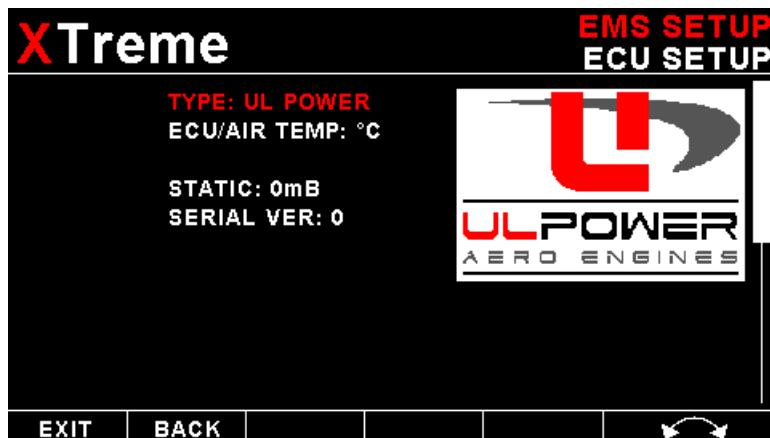 XTreme
EMS SETUP
ECU SETUP
TYPE: UL POWER
ECU/AIR TEMP: °C
STATIC: 0mB
SERIAL VER: 0
ULPOWER
AERO ENGINES
EXIT
BACK